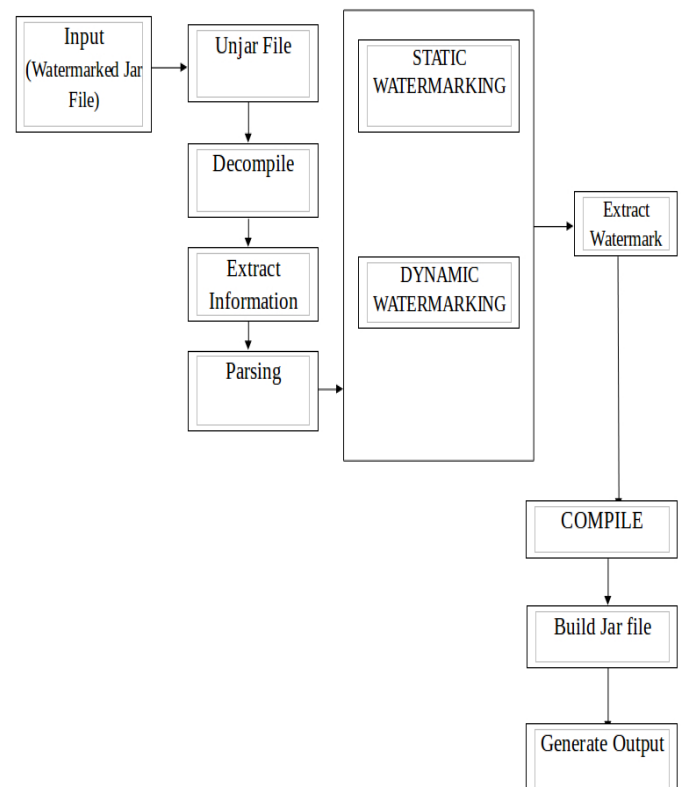 Input
(Watermarked Jar
File)
Unjar File
Decompile
Extract
Information
Parsing
STATIC
WATERMARKING
DYNAMIC
WATERMARKING
Extract
Watermark
COMPILE
Build Jar file
Generate Output